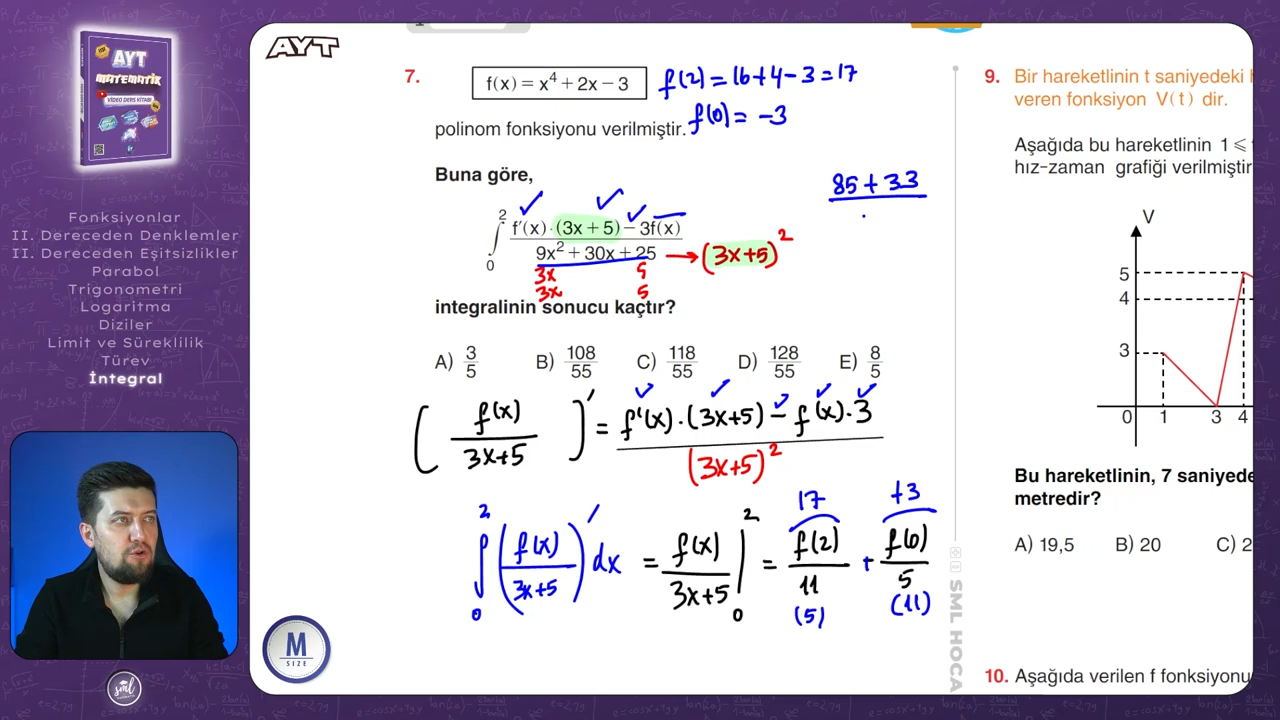 AYT
MATEMATİK
VİDEO DERS KİTABI
Fonksiyonlar
II. Dereceden Denklemler
II. Dereceden Eşitsizlikler
Parabol
Trigonometri
Logaritma
Diziler
Limit ve Süreklilik
Türev
İntegral
M
SIZE
sml
AYT
7.
f(x) = x⁴ + 2x − 3
f(2) = 16+4−3=17
f(0) = −3
polinom fonksiyonu verilmiştir.
Buna göre,
85+33
2
f'(x) · (3x + 5) − 3f(x)
∫
9x² + 30x + 25 → (3x+5)²
0
3x 5
3x 5
integralinin sonucu kaçtır?
A) 3/5 B) 108/55 C) 118/55 D) 128/55 E) 8/5
(f(x)/(3x+5))' = (f'(x)·(3x+5) − f(x)·3)/(3x+5)²
17 +3
∫₀² (f(x)/(3x+5))' dx = f(x)/(3x+5) |₀² = f(2)/11 + f(0)/5
(5) (11)
SML HOCA
9. Bir hareketlinin t saniyedeki
veren fonksiyon V(t) dir.
Aşağıda bu hareketlinin 1 ⩽
hız–zaman grafiği verilmiştir
V
5
4
3
0 1 3 4
Bu hareketlinin, 7 saniyede
metredir?
A) 19,5 B) 20 C) 2
10. Aşağıda verilen f fonksiyonu